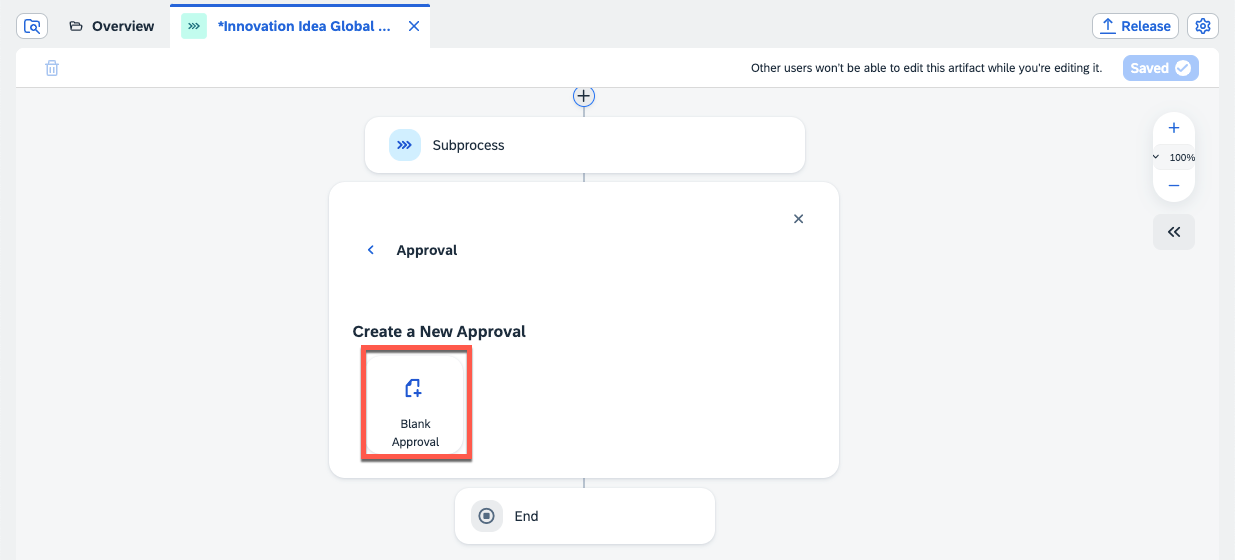 Overview
*Innovation Idea Global ...
Release
Other users won't be able to edit this artifact while you're editing it.
Saved
Subprocess
100%
Approval
Create a New Approval
Blank
Approval
End